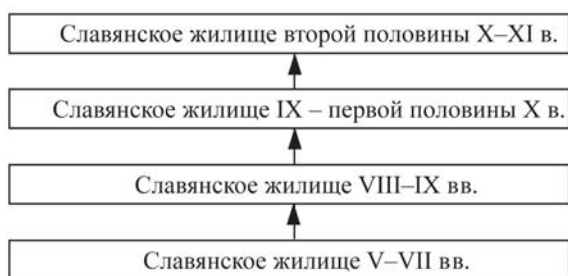 Славянское жилище второй половины X–XI в.
Славянское жилище IX – первой половины X в.
Славянское жилище VIII–IX вв.
Славянское жилище V–VII вв.